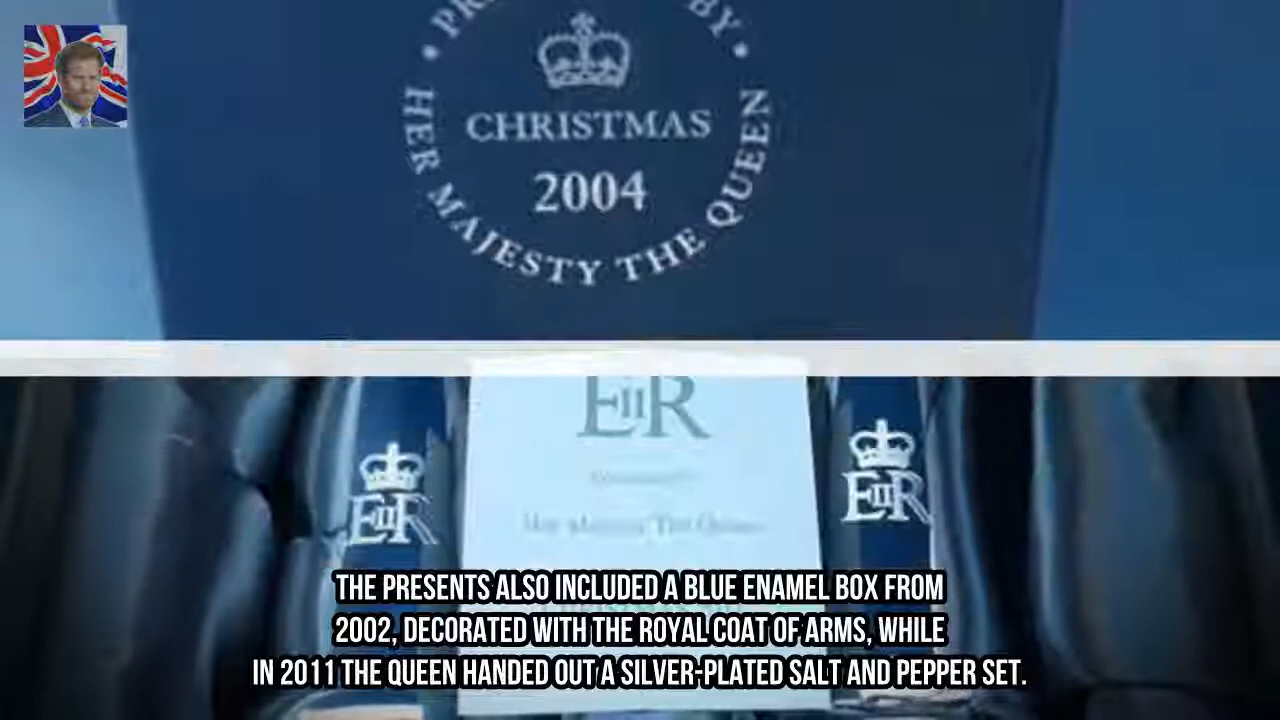 BY
CHRISTMAS
2004
HER MAJESTY THE QUEEN
EIIR
EIIR
EIIR
THE PRESENTS ALSO INCLUDED A BLUE ENAMEL BOX FROM
2002, DECORATED WITH THE ROYAL COAT OF ARMS, WHILE
IN 2011 THE QUEEN HANDED OUT A SILVER-PLATED SALT AND PEPPER SET.